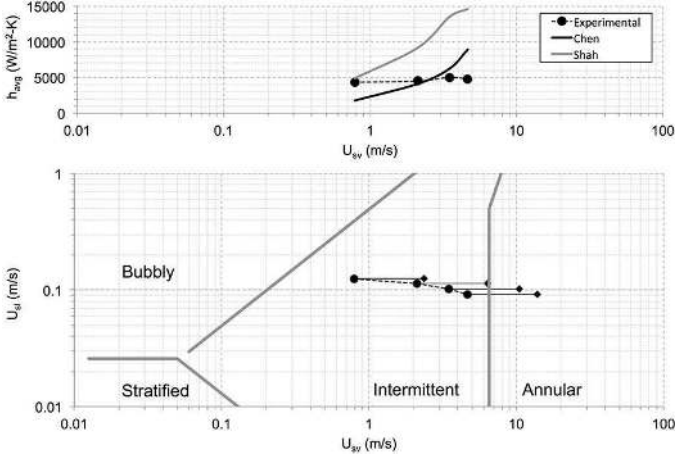 h_avg (W/m²-K)
15000
10000
5000
0
Experimental
Chen
Shah
0.01 0.1 1 10 100
U_sv (m/s)
U_sl (m/s)
1
0.1
0.01
Bubbly
Stratified
Intermittent
Annular
0.01 0.1 1 10 100
U_sv (m/s)